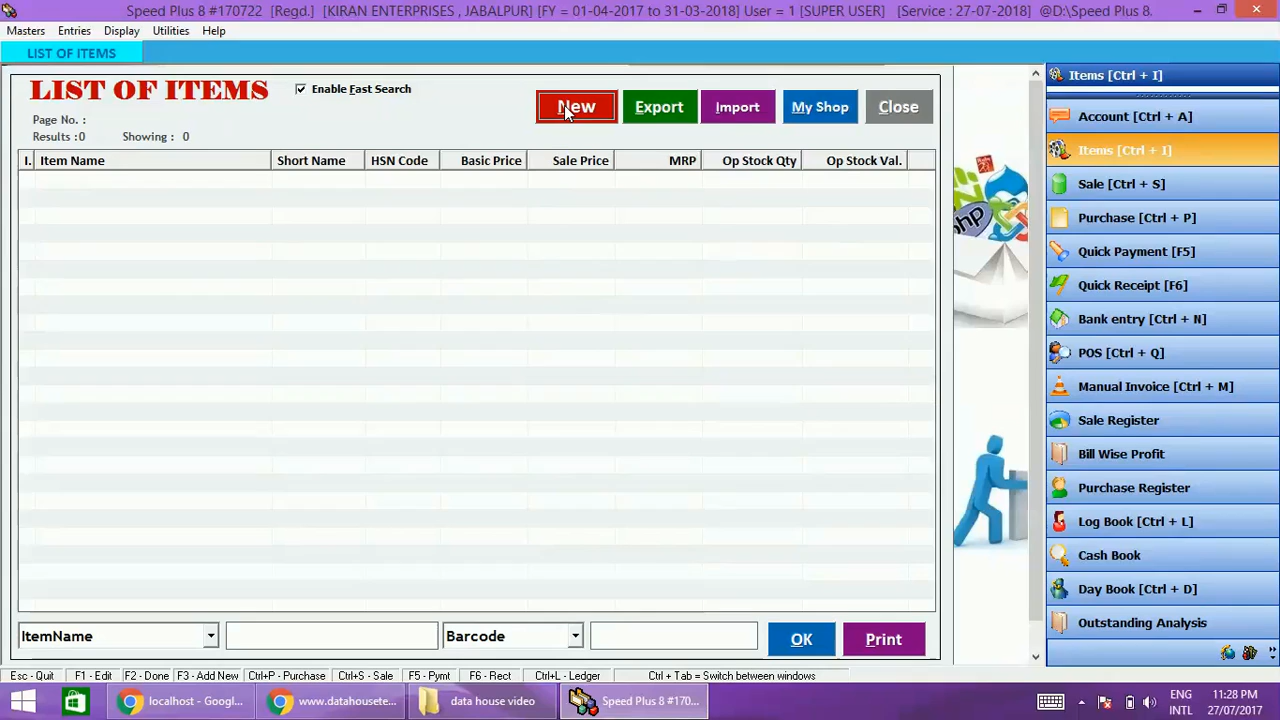 Speed Plus 8 #170722 [Regd.] [KIRAN ENTERPRISES , JABALPUR] [FY = 01-04-2017 to 31-03-2018] User = 1 [SUPER USER] [Service : 27-07-2018] @D:\Speed Plus 8.
Masters Entries Display Utilities Help
LIST OF ITEMS
LIST OF ITEMS
Enable Fast Search
Page No. :
Results :0 Showing : 0
New Export Import My Shop Close
I. Item Name Short Name HSN Code Basic Price Sale Price MRP Op Stock Qty Op Stock Val.
ItemName Barcode OK Print
php
Items [Ctrl + I]
Account [Ctrl + A]
Items [Ctrl + I]
Sale [Ctrl + S]
Purchase [Ctrl + P]
Quick Payment [F5]
Quick Receipt [F6]
Bank entry [Ctrl + N]
POS [Ctrl + Q]
Manual Invoice [Ctrl + M]
Sale Register
Bill Wise Profit
Purchase Register
Log Book [Ctrl + L]
Cash Book
Day Book [Ctrl + D]
Outstanding Analysis
Esc - Quit F1 - Edit F2 - Done F3 - Add New Ctrl+P - Purchase Ctrl+S - Sale F5 - Pymt F6 - Rect Ctrl+L - Ledger Ctrl + Tab = Switch between windows
localhost - Googl... www.datahousete... data house video Speed Plus 8 #170...
ENG
INTL
11:28 PM
27/07/2017